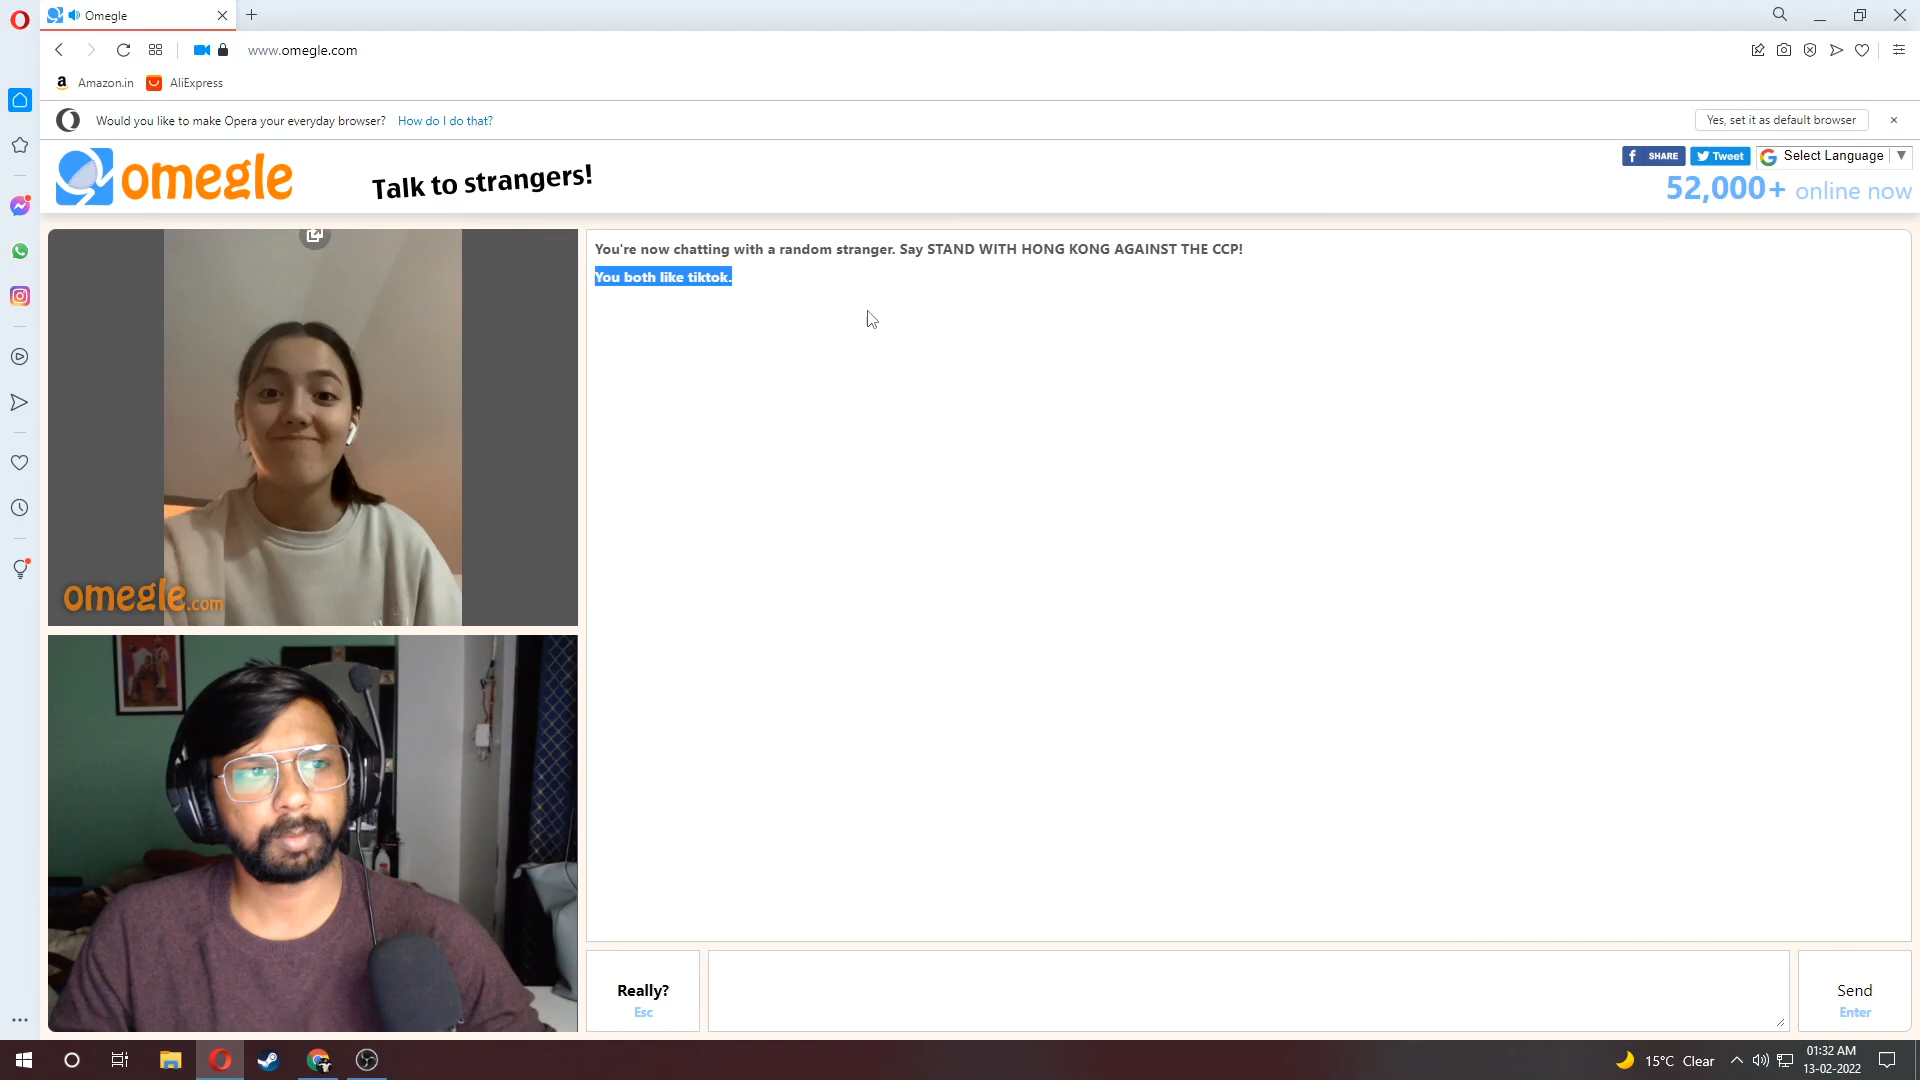 Omegle
www.omegle.com
Amazon.in
AliExpress
Would you like to make Opera your everyday browser? How do I do that?
Yes, set it as default browser
omegle
Talk to strangers!
SHARE
Tweet
Select Language
52,000+ online now
omegle.com
You're now chatting with a random stranger. Say STAND WITH HONG KONG AGAINST THE CCP!
You both like tiktok.
Really?
Esc
Send
Enter
15°C Clear
01:32 AM
13-02-2022